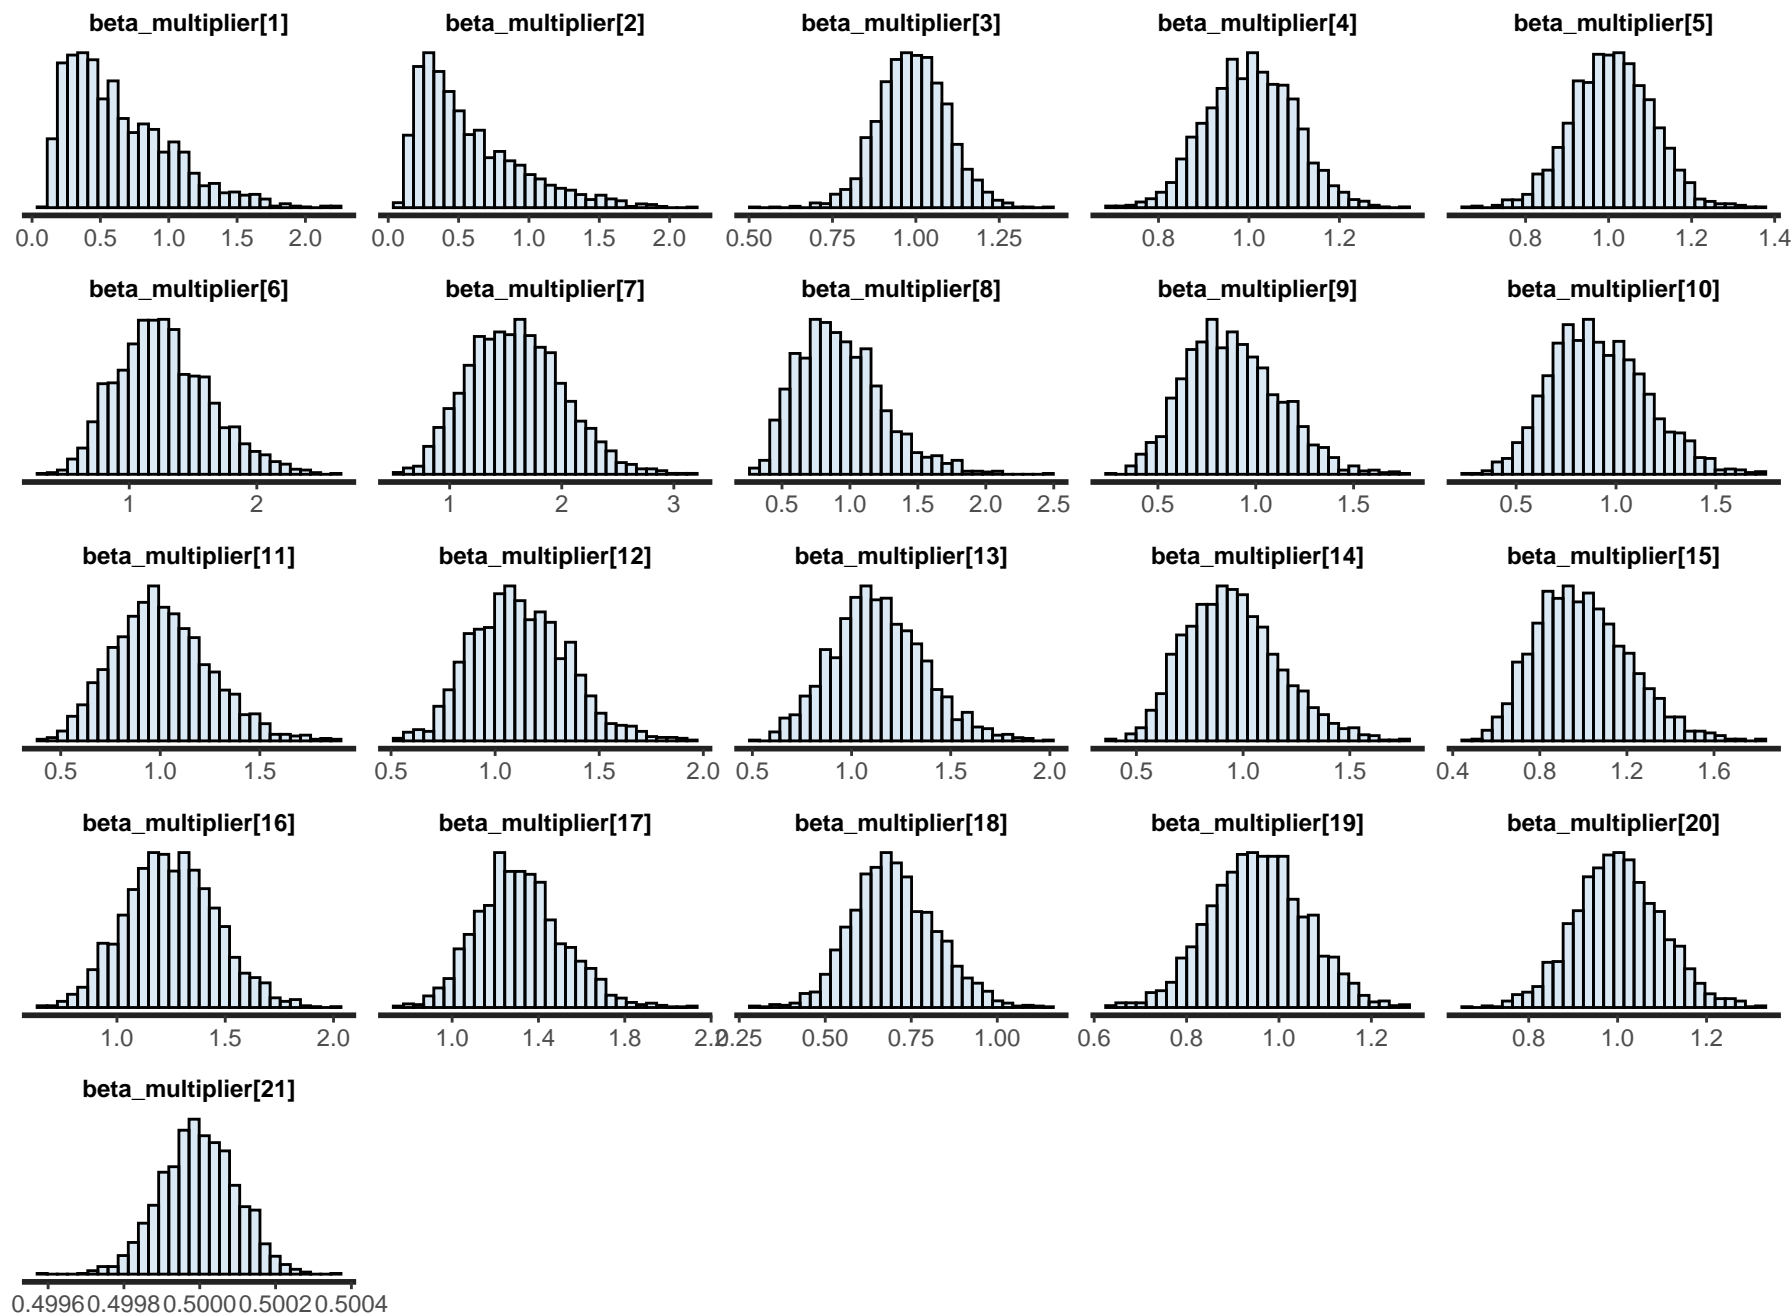 beta_multiplier[1] beta_multiplier[2] beta_multiplier[3] beta_multiplier[4] beta_multiplier[5]
0.0 0.5 1.0 1.5 2.0 0.0 0.5 1.0 1.5 2.0 0.50 0.75 1.00 1.25 0.8 1.0 1.2 0.8 1.0 1.2 1.4
beta_multiplier[6] beta_multiplier[7] beta_multiplier[8] beta_multiplier[9] beta_multiplier[10]
1 2 1 2 3 0.5 1.0 1.5 2.0 2.5 0.5 1.0 1.5 0.5 1.0 1.5
beta_multiplier[11] beta_multiplier[12] beta_multiplier[13] beta_multiplier[14] beta_multiplier[15]
0.5 1.0 1.5 0.5 1.0 1.5 2.0 0.5 1.0 1.5 2.0 0.5 1.0 1.5 0.4 0.8 1.2 1.6
beta_multiplier[16] beta_multiplier[17] beta_multiplier[18] beta_multiplier[19] beta_multiplier[20]
1.0 1.5 2.0 1.0 1.4 1.8 2.2 0.25 0.50 0.75 1.00 0.6 0.8 1.0 1.2 0.8 1.0 1.2
beta_multiplier[21]
0.4996 0.4998 0.5000 0.5002 0.5004